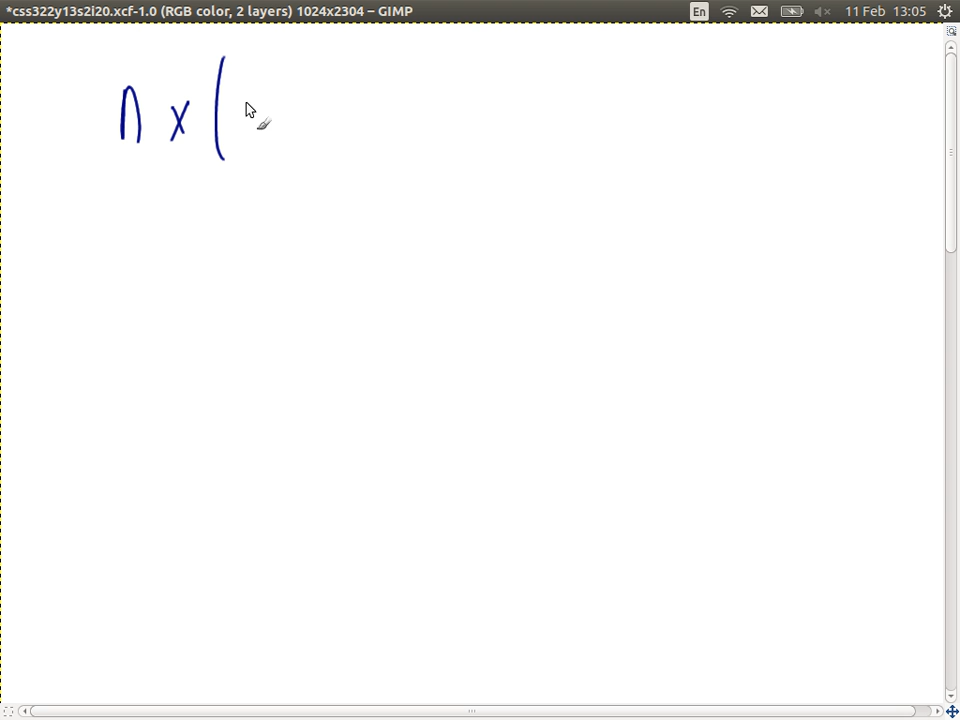 *css322y13s2i20.xcf-1.0 (RGB color, 2 layers) 1024x2304 – GIMP En 11 Feb 13:05
n x (